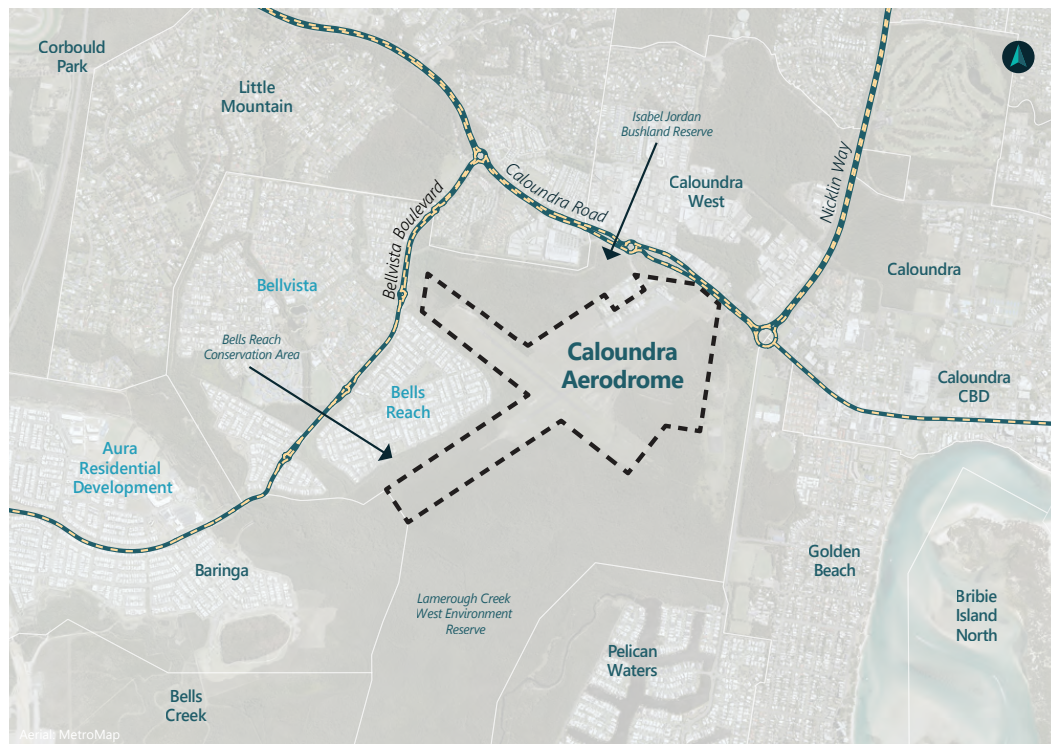 Corbould
Park
Little
Mountain
Isabel Jordan
Bushland Reserve
Caloundra Road
Caloundra
West
Nicklin Way
Bellvista Boulevard
Caloundra
Bellvista
Bells Reach
Conservation Area
Caloundra
Aerodrome
Caloundra
CBD
Bells
Reach
Aura
Residential
Development
Golden
Beach
Baringa
Lamerough Creek
West Environment
Reserve
Bribie
Island
North
Pelican
Waters
Bells
Creek
Aerial: MetroMap